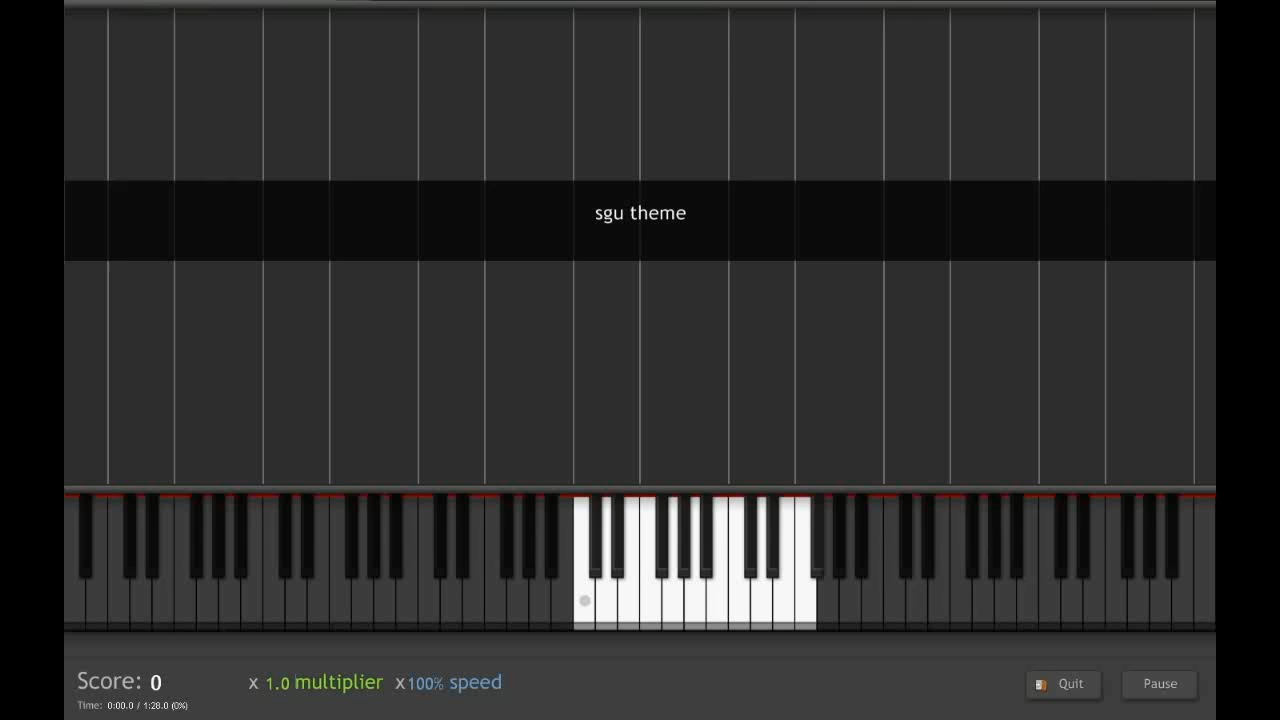 sgu theme
Score: 0 x 1.0 multiplier x100% speed
Quit Pause
Time: 0:00.0 / 1:28.0 (0%)